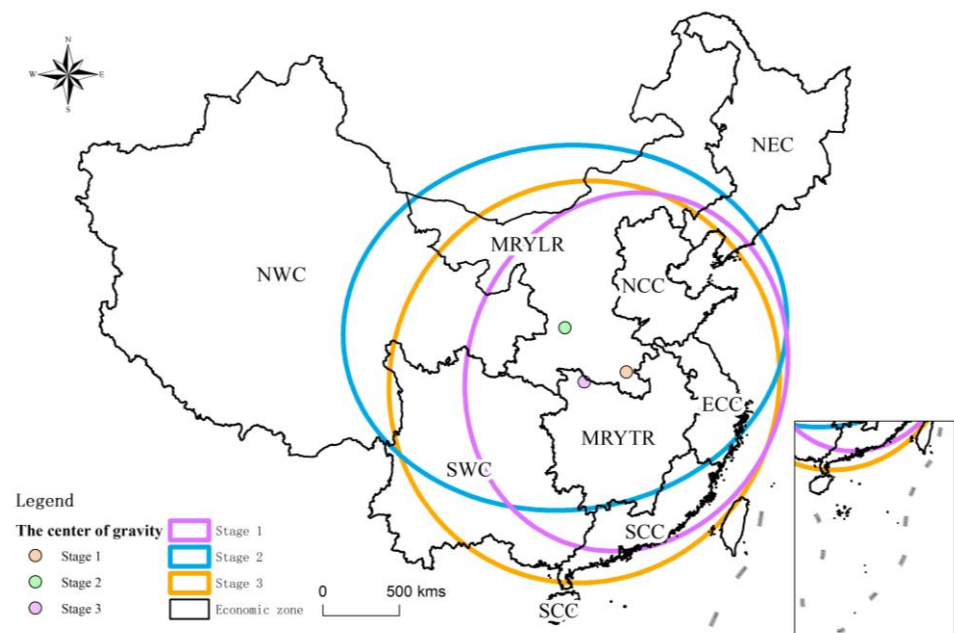 N
W E
S
NEC
MRYLR
NWC
NCC
ECC
MRYTR
SWC
SCC
SCC
Legend
The center of gravity
Stage 1
Stage 2
Stage 3
Stage 1
Stage 2
Stage 3
Economic zone
0 500 kms